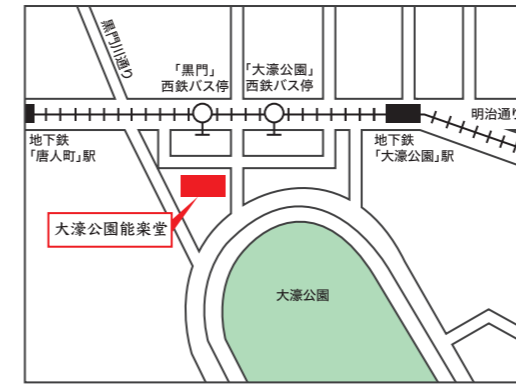 黒門川通り
「黒門」
西鉄バス停
「大濠公園」
西鉄バス停
明治通り
地下鉄
「唐人町」駅
地下鉄
「大濠公園」駅
大濠公園能楽堂
大濠公園